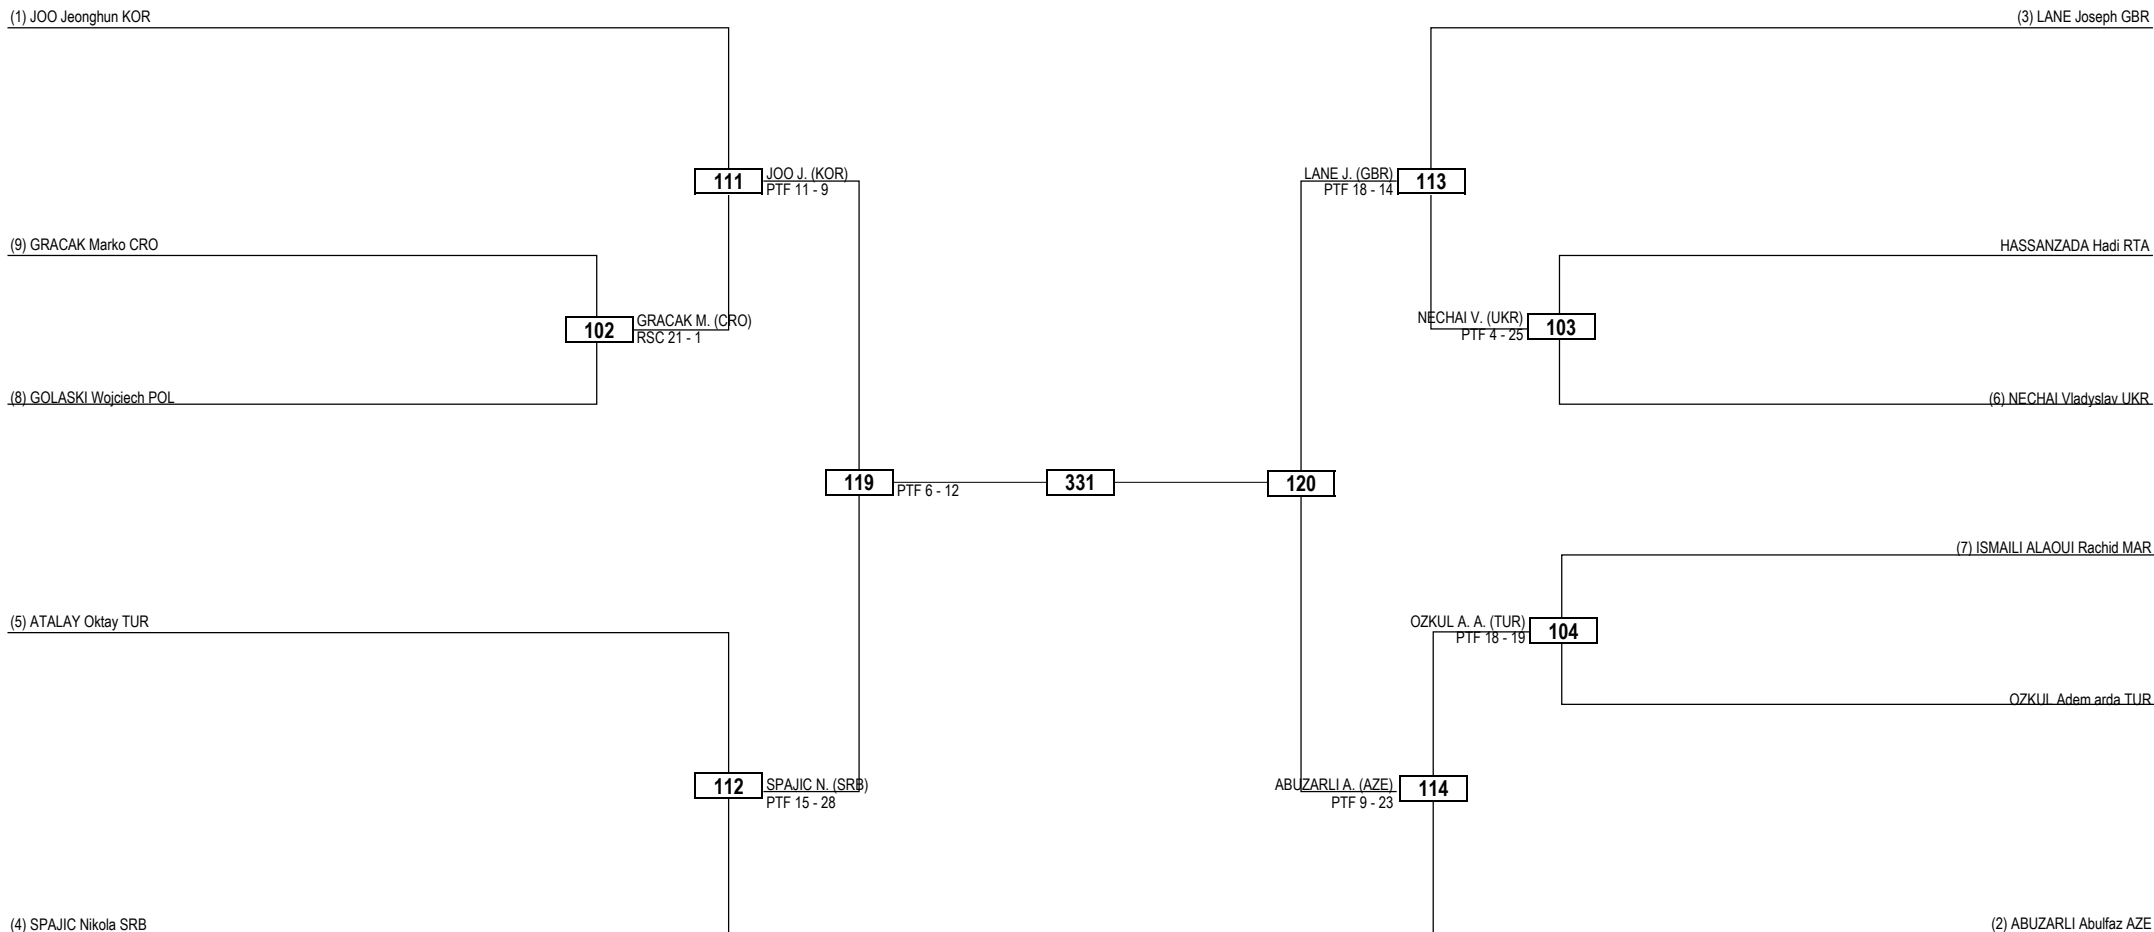 (1) JOO Jeonghun KOR
(3) LANE Joseph GBR
111
JOO J. (KOR)
PTF 11 - 9
LANE J. (GBR)
PTF 18 - 14
113
(9) GRACAK Marko CRO
HASSANZADA Hadi RTA
102
GRACAK M. (CRO)
RSC 21 - 1
NECHAI V. (UKR)
PTF 4 - 25
103
(8) GOLASKI Wojciech POL
(6) NECHAI Vladyslav UKR
119
PTF 6 - 12
331
120
(7) ISMAILI ALAOUI Rachid MAR
(5) ATALAY Oktay TUR
OZKUL A. A. (TUR)
PTF 18 - 19
104
OZKUL Adem arda TUR
112
SPAJIC N. (SRB)
PTF 15 - 28
ABUZARLI A. (AZE)
PTF 9 - 23
114
(4) SPAJIC Nikola SRB
(2) ABUZARLI Abulfaz AZE